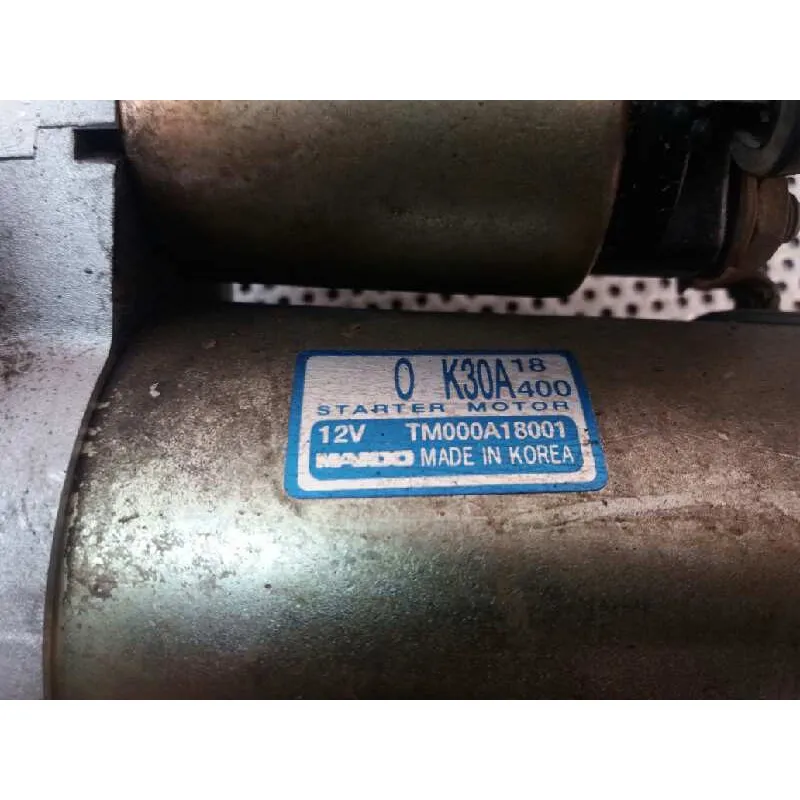 0 K30A 18 400
STARTER MOTOR
12V TM000A18001
MANDO MADE IN KOREA